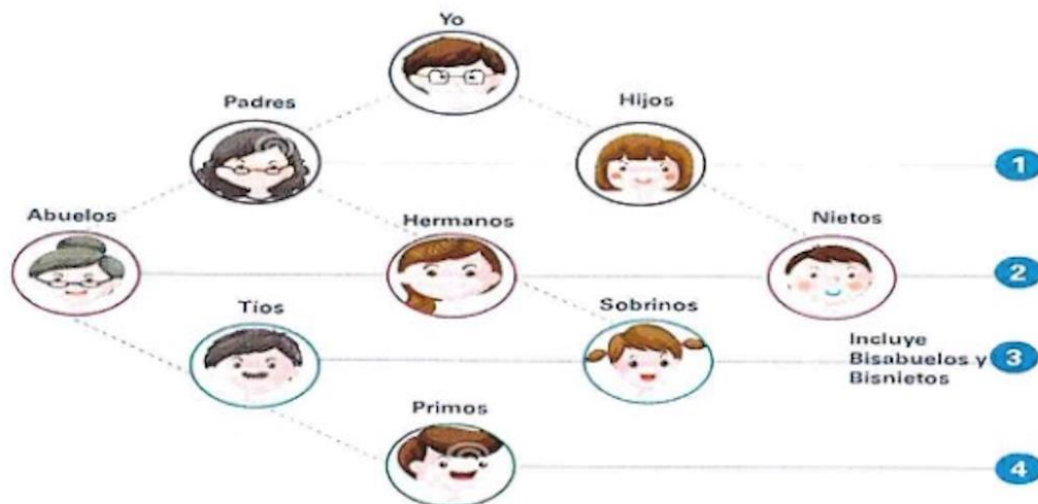 Yo
Padres
Hijos
1
Abuelos
Hermanos
Nietos
2
Tíos
Sobrinos
Incluye
Bisabuelos y
Bisnietos
3
Primos
4